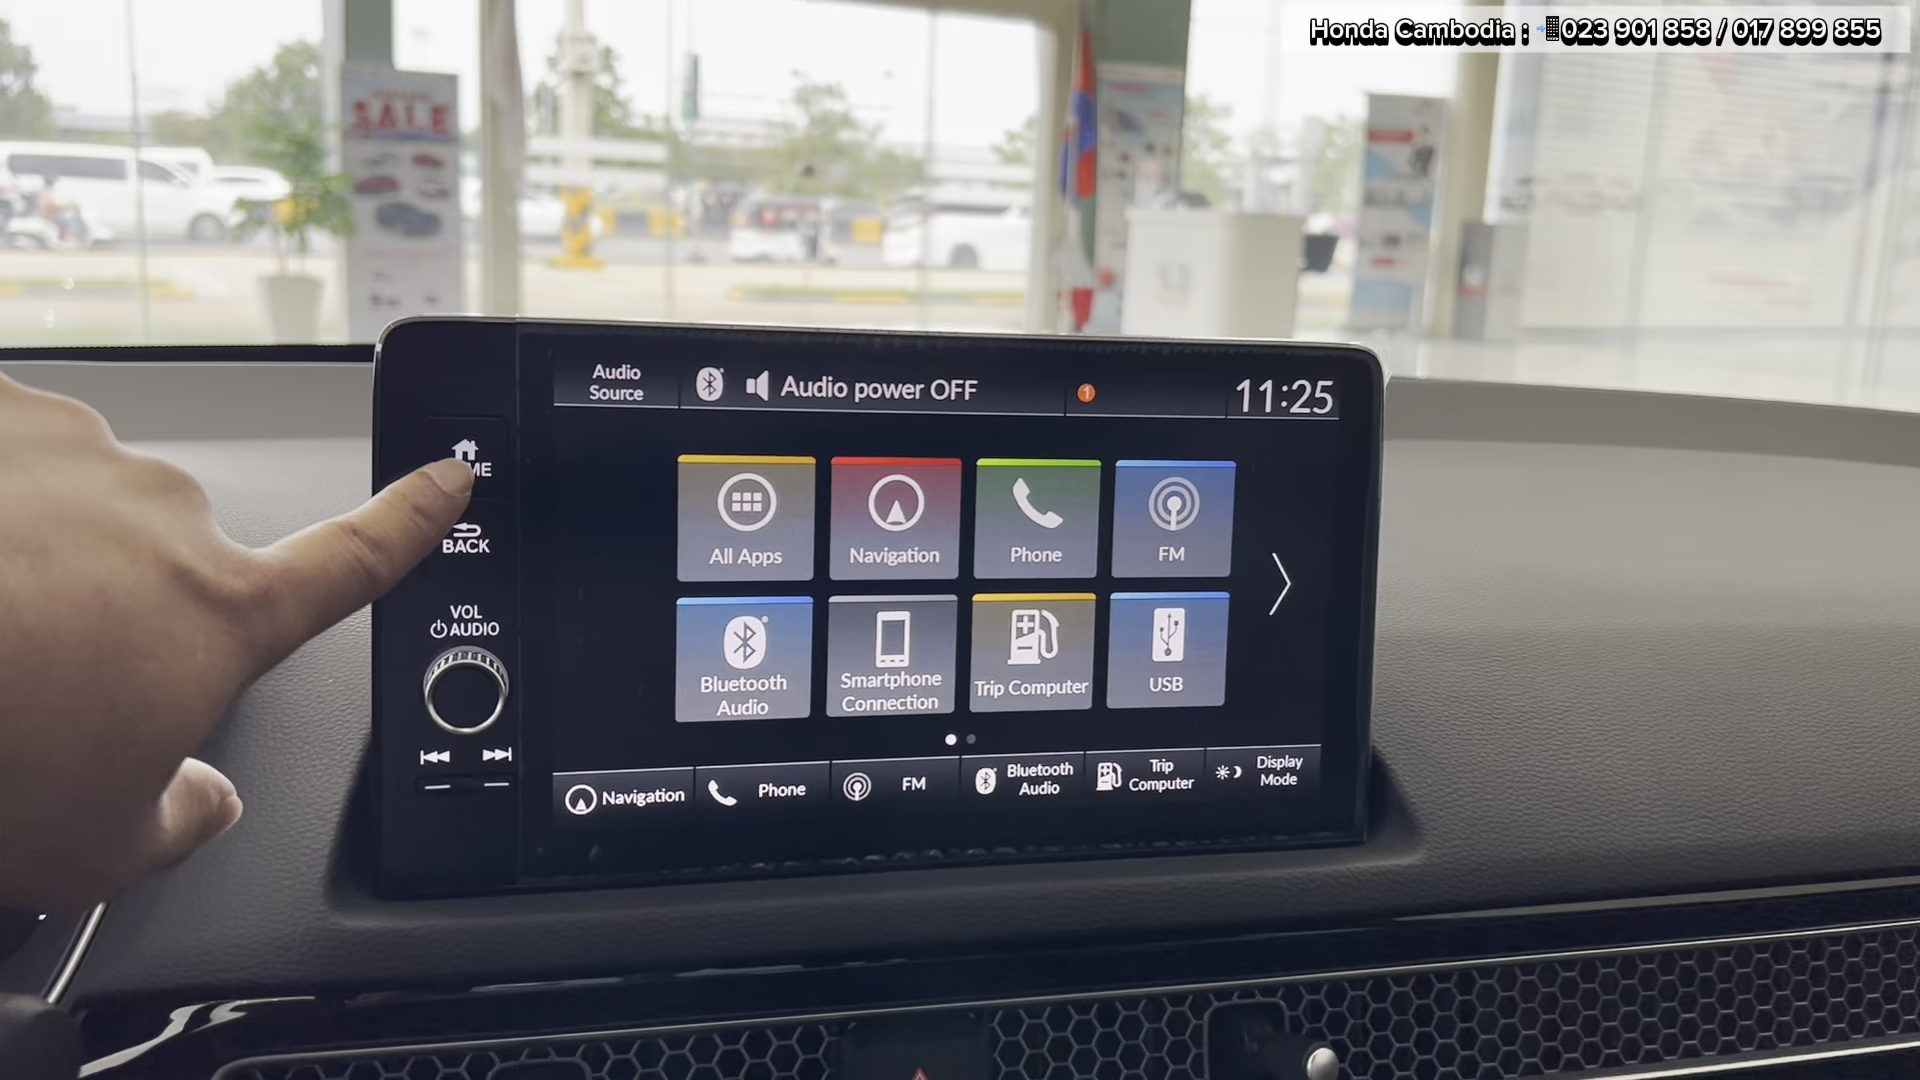 Honda Cambodia : 📲023 901 858 / 017 899 855
SALE
Audio
Source
Audio power OFF
1
11:25
ME
BACK
VOL
AUDIO
All Apps
Navigation
Phone
FM
Bluetooth
Audio
Smartphone
Connection
Trip Computer
USB
Navigation
Phone
FM
Bluetooth
Audio
Trip
Computer
Display
Mode